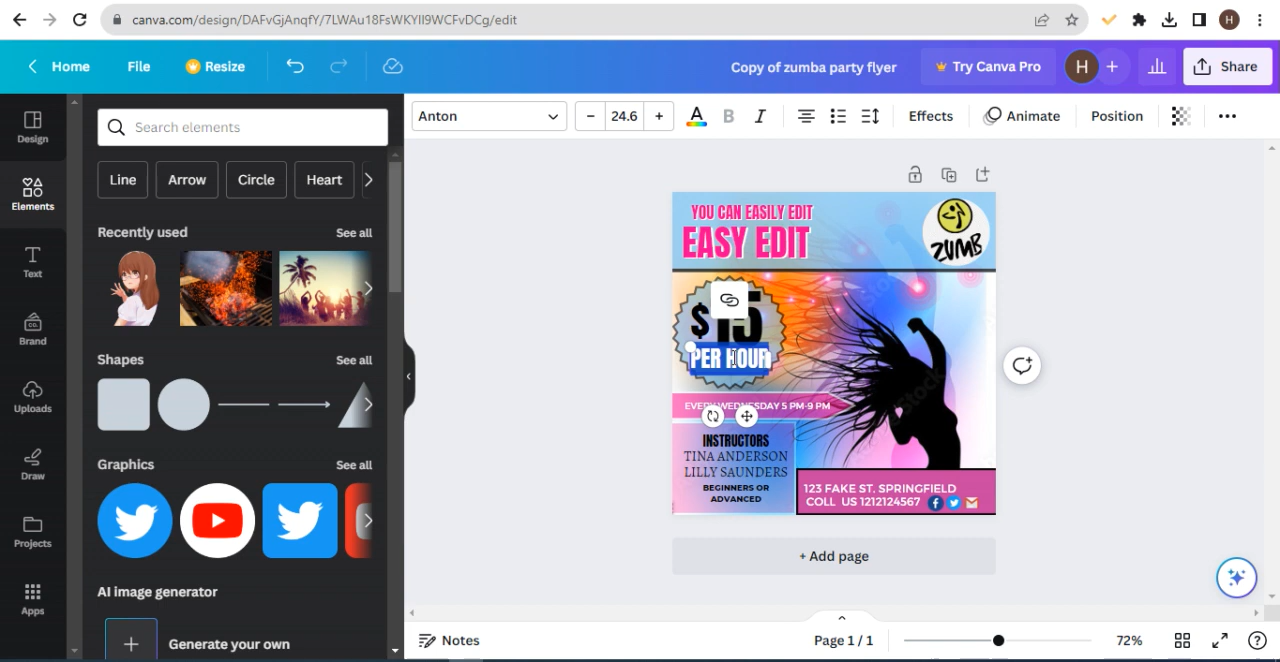 canva.com/design/DAFvGjAnqfY/7LWAu18FsWKYII9WCFvDCg/edit
H
Home
File
Resize
Copy of zumba party flyer
Try Canva Pro
H
+
Share
Design
Elements
Text
Brand
Uploads
Draw
Projects
Apps
Search elements
Line
Arrow
Circle
Heart
Recently used
See all
Shapes
See all
Graphics
See all
AI image generator
Generate your own
Anton
– 24.6 +
A
B
I
Effects
Animate
Position
YOU CAN EASILY EDIT
EASY EDIT
ZUMB
$15
PER HOUR
EVERY WEDNESDAY 5 PM-9 PM
INSTRUCTORS
TINA ANDERSON
LILLY SAUNDERS
BEGINNERS OR
ADVANCED
123 FAKE ST. SPRINGFIELD
COLL US 1212124567
+ Add page
Notes
Page 1 / 1
72%